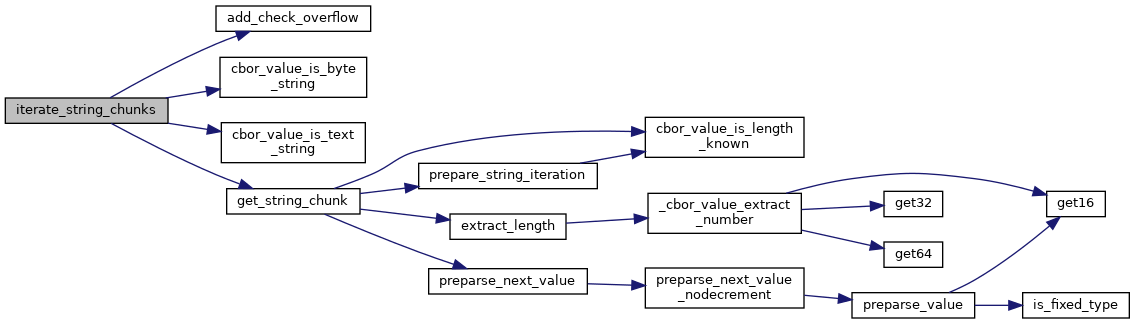 add_check_overflow
cbor_value_is_byte
_string
iterate_string_chunks
cbor_value_is_text
_string
cbor_value_is_length
_known
prepare_string_iteration
get_string_chunk
_cbor_value_extract
_number
get32
get16
extract_length
get64
preparse_next_value
preparse_next_value
_nodecrement
preparse_value
is_fixed_type